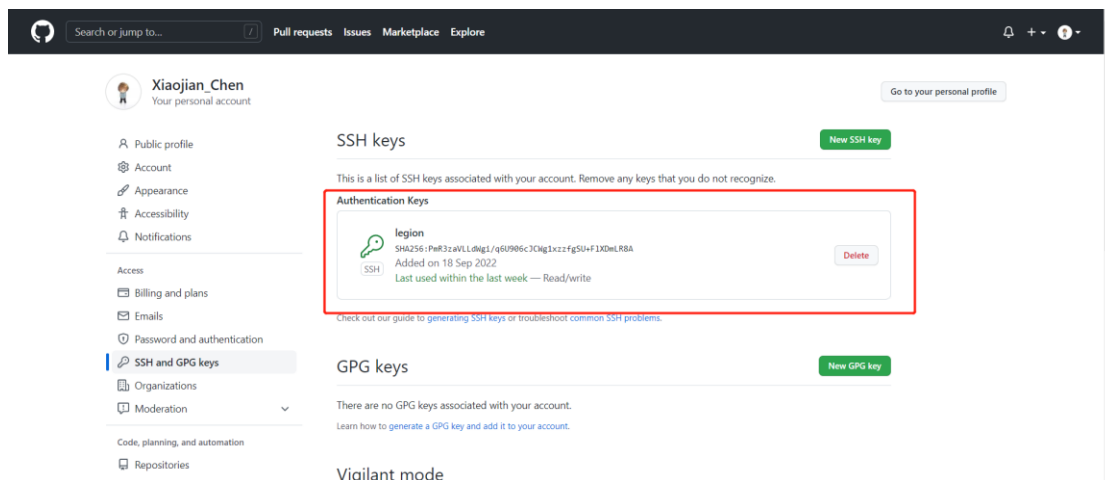 Search or jump to... /
Pull requests Issues Marketplace Explore
Xiaojian_Chen
Your personal account
Go to your personal profile
Public profile
Account
Appearance
Accessibility
Notifications
Access
Billing and plans
Emails
Password and authentication
SSH and GPG keys
Organizations
Moderation
Code, planning, and automation
Repositories
SSH keys
New SSH key
This is a list of SSH keys associated with your account. Remove any keys that you do not recognize.
Authentication Keys
legion
SHA256:PmR3zaVLLdWgi/q6U906c3CWg1xzzfgSU+F1XDmLR8A
SSH
Added on 18 Sep 2022
Last used within the last week — Read/write
Delete
Check out our guide to generating SSH keys or troubleshoot common SSH problems.
GPG keys
New GPG key
There are no GPG keys associated with your account.
Learn how to generate a GPG key and add it to your account.
Vigilant mode